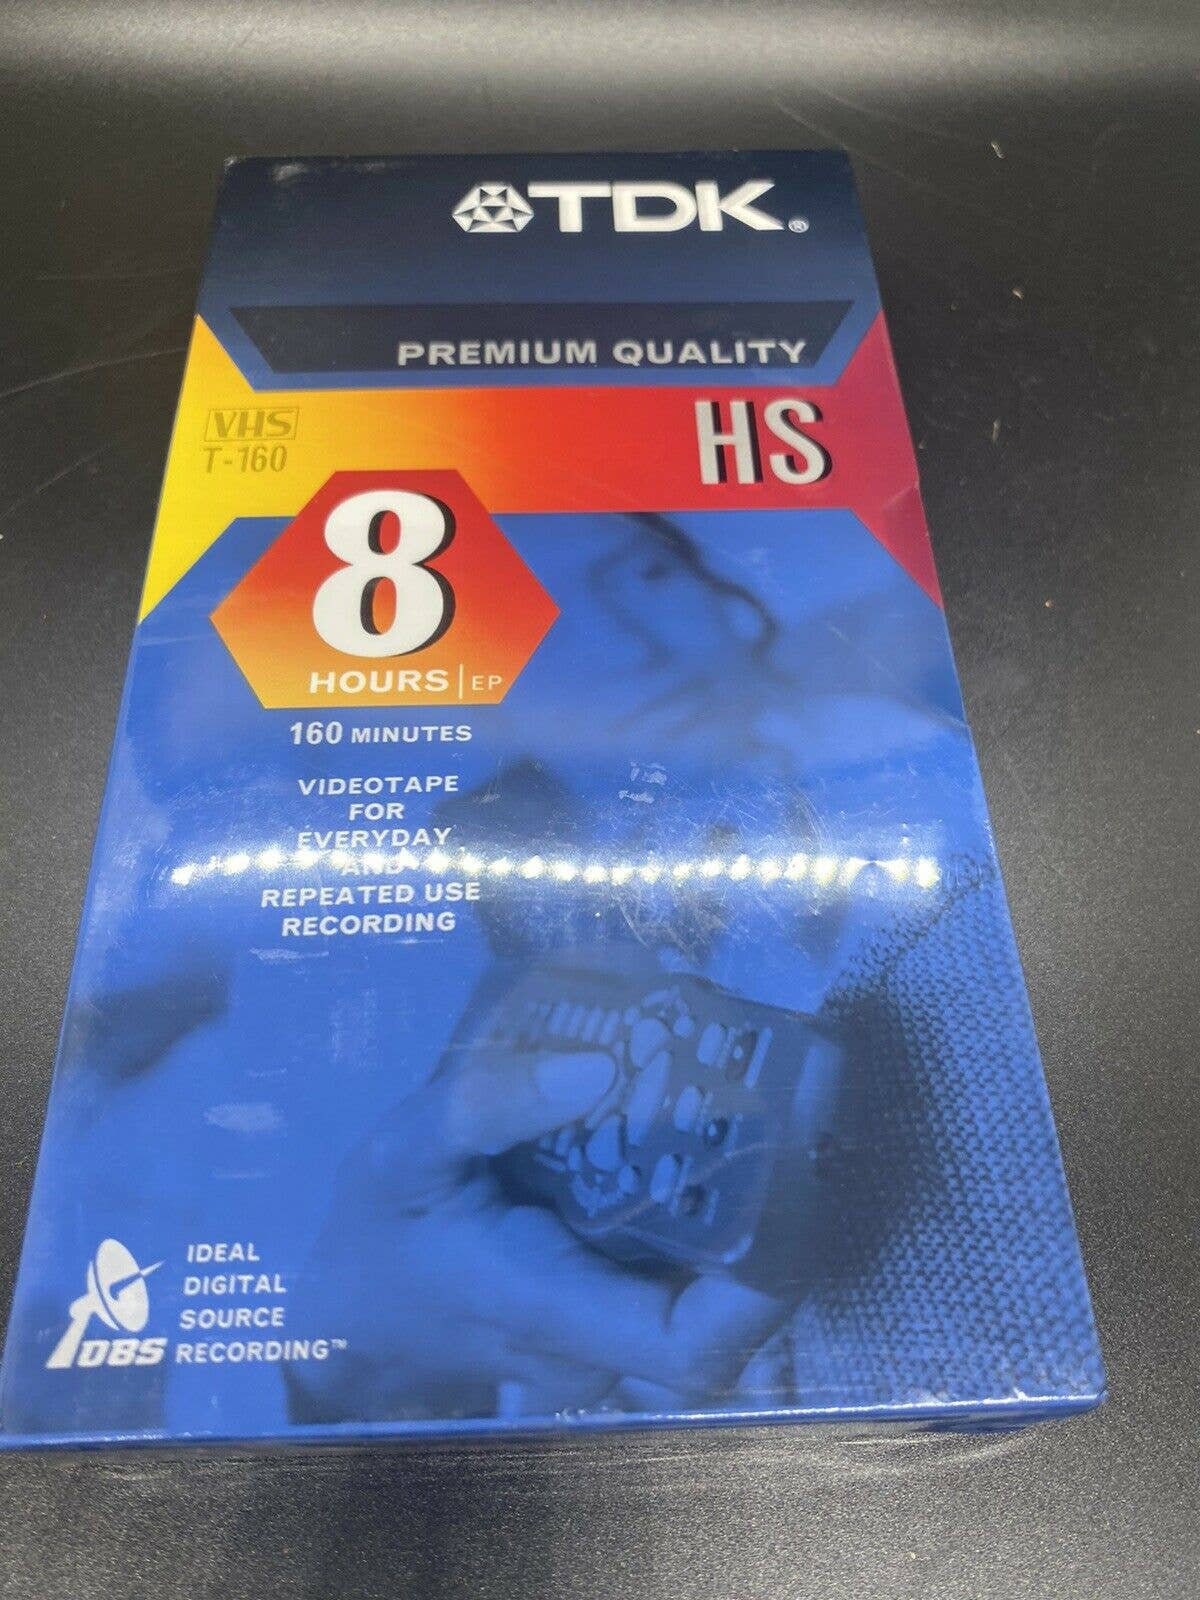 TDK®
PREMIUM QUALITY
VHS
T-160
HS
8
HOURS | EP
160 MINUTES
VIDEOTAPE
FOR
EVERYDAY
AND
REPEATED USE
RECORDING
IDEAL
DIGITAL
SOURCE
RECORDING™
DBS